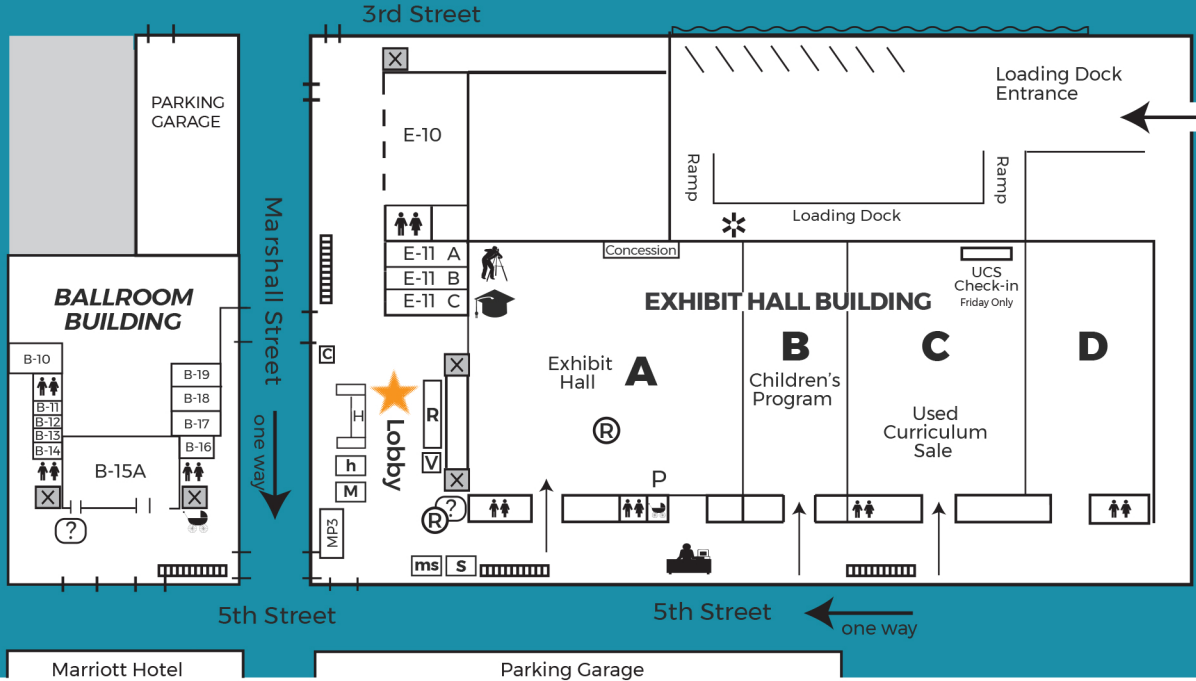 3rd Street
PARKING
GARAGE
Loading Dock
Entrance
E-10
Ramp
Ramp
Loading Dock
Marshall Street
one way
E-11 A
E-11 B
E-11 C
Concession
UCS
Check-in
Friday Only
BALLROOM
BUILDING
EXHIBIT HALL BUILDING
B-10
B-11
B-12
B-13
B-14
B-15A
B-19
B-18
B-17
B-16
?
C
H
h
M
MP3
Lobby
R
V
?
R
ms
S
Exhibit
Hall
A
R
P
B
Children's
Program
C
Used
Curriculum
Sale
D
X
X
X
X
X
5th Street
5th Street
one way
Marriott Hotel
Parking Garage